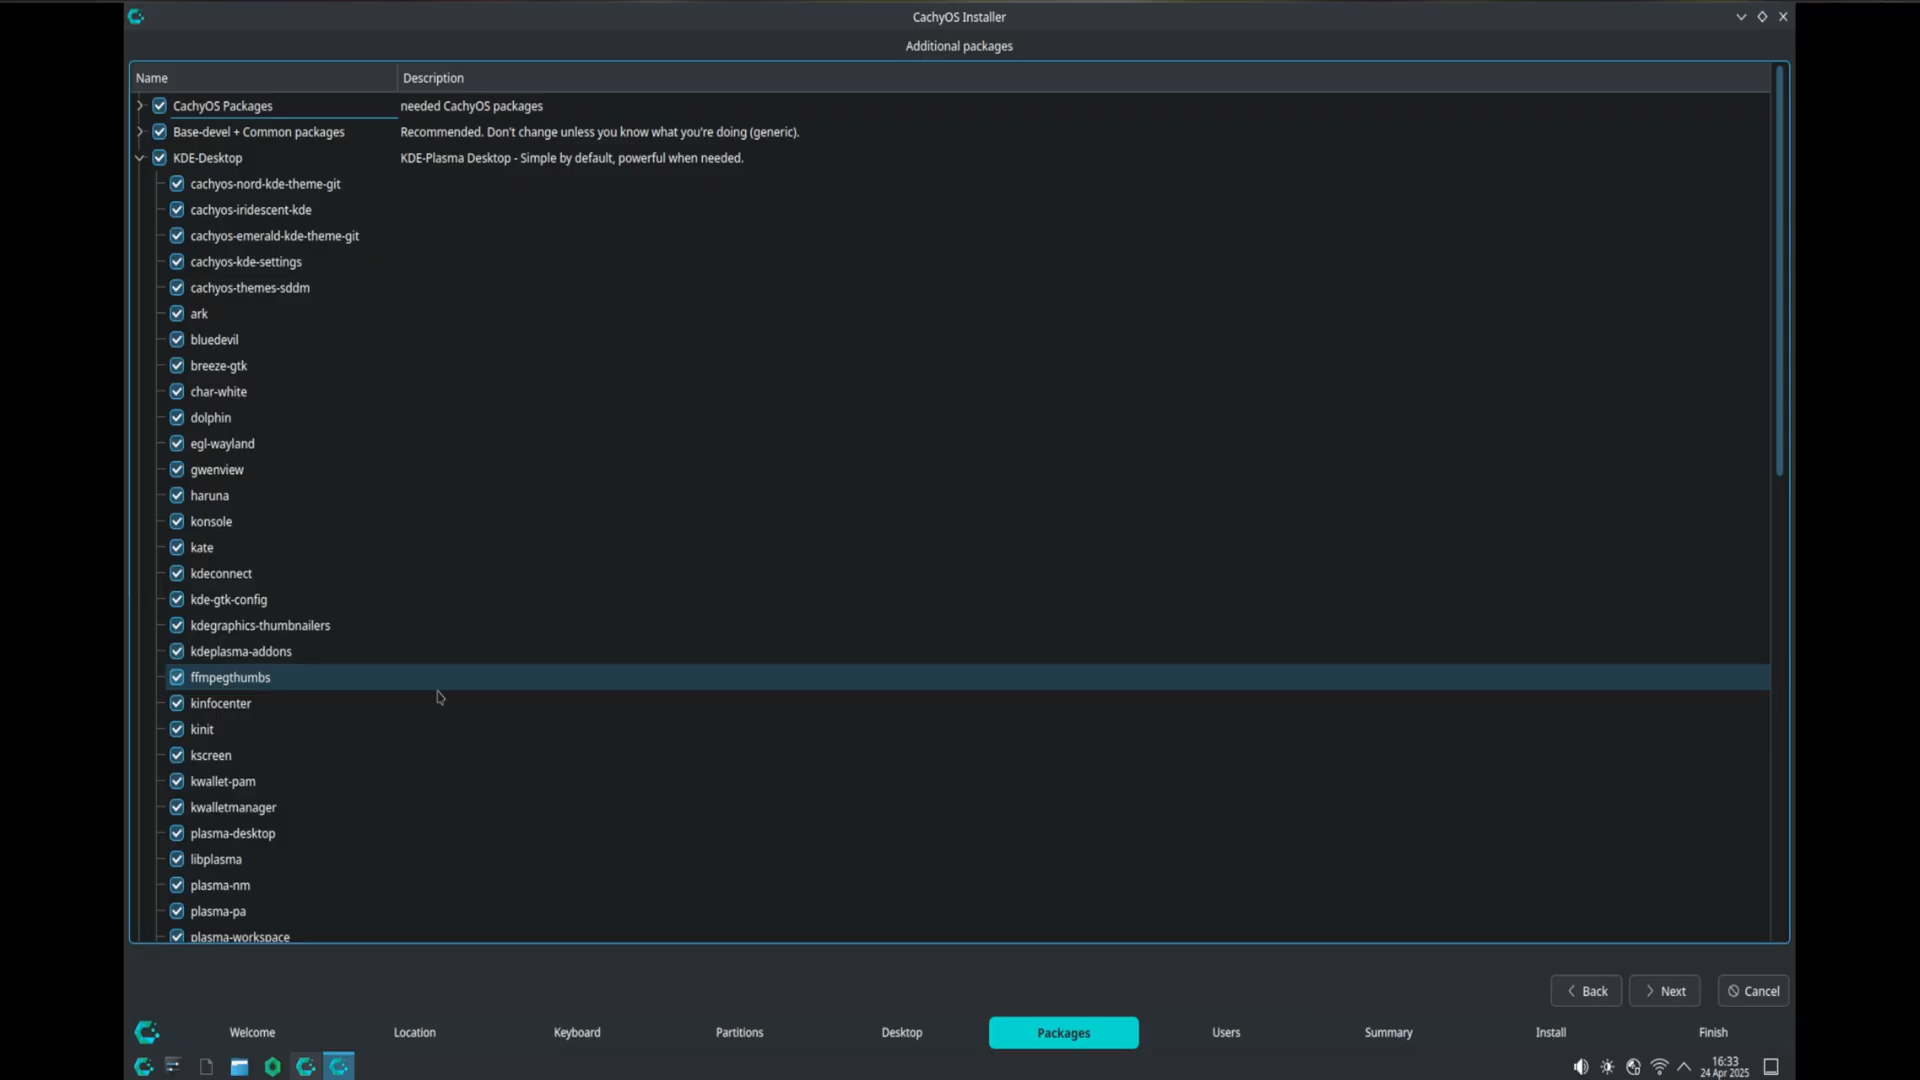 CachyOS Installer
Additional packages
Name Description
CachyOS Packages needed CachyOS packages
Base-devel + Common packages Recommended. Don't change unless you know what you're doing (generic).
KDE-Desktop KDE-Plasma Desktop - Simple by default, powerful when needed.
cachyos-nord-kde-theme-git
cachyos-iridescent-kde
cachyos-emerald-kde-theme-git
cachyos-kde-settings
cachyos-themes-sddm
ark
bluedevil
breeze-gtk
char-white
dolphin
egl-wayland
gwenview
haruna
konsole
kate
kdeconnect
kde-gtk-config
kdegraphics-thumbnailers
kdeplasma-addons
ffmpegthumbs
kinfocenter
kinit
kscreen
kwallet-pam
kwalletmanager
plasma-desktop
libplasma
plasma-nm
plasma-pa
plasma-workspace
Back Next Cancel
Welcome Location Keyboard Partitions Desktop Packages Users Summary Install Finish
16:33
24 Apr 2025